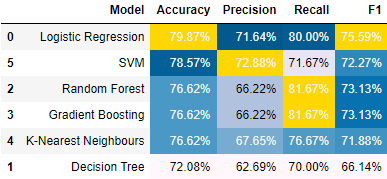 Model Accuracy Precision Recall F1
0 Logistic Regression 79.87% 71.64% 80.00% 75.59%
5 SVM 78.57% 72.88% 71.67% 72.27%
2 Random Forest 76.62% 66.22% 81.67% 73.13%
3 Gradient Boosting 76.62% 66.22% 81.67% 73.13%
4 K-Nearest Neighbours 76.62% 67.65% 76.67% 71.88%
1 Decision Tree 72.08% 62.69% 70.00% 66.14%